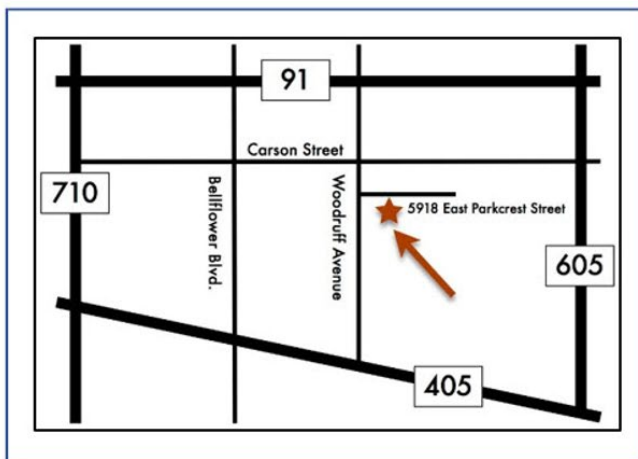 91
Carson Street
710
Bellflower Blvd.
Woodruff Avenue
5918 East Parkcrest Street
605
405